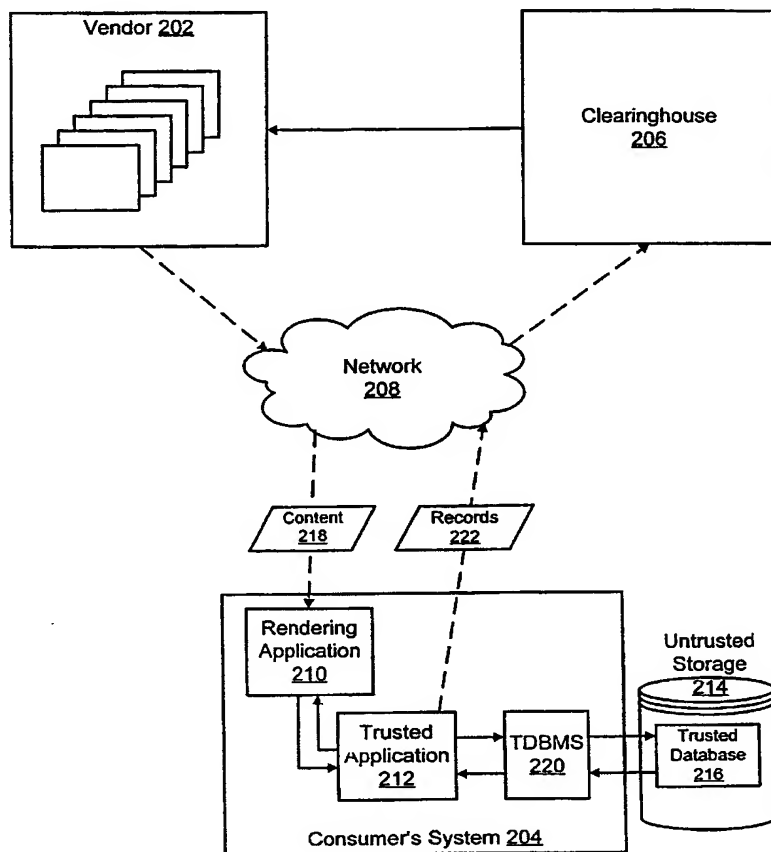 Vendor 202
Clearinghouse
206
Network
208
Content
218
Records
222
Rendering
Application
210
Untrusted
Storage
214
Trusted
Application
212
TDBMS
220
Trusted
Database
216
Consumer's System 204